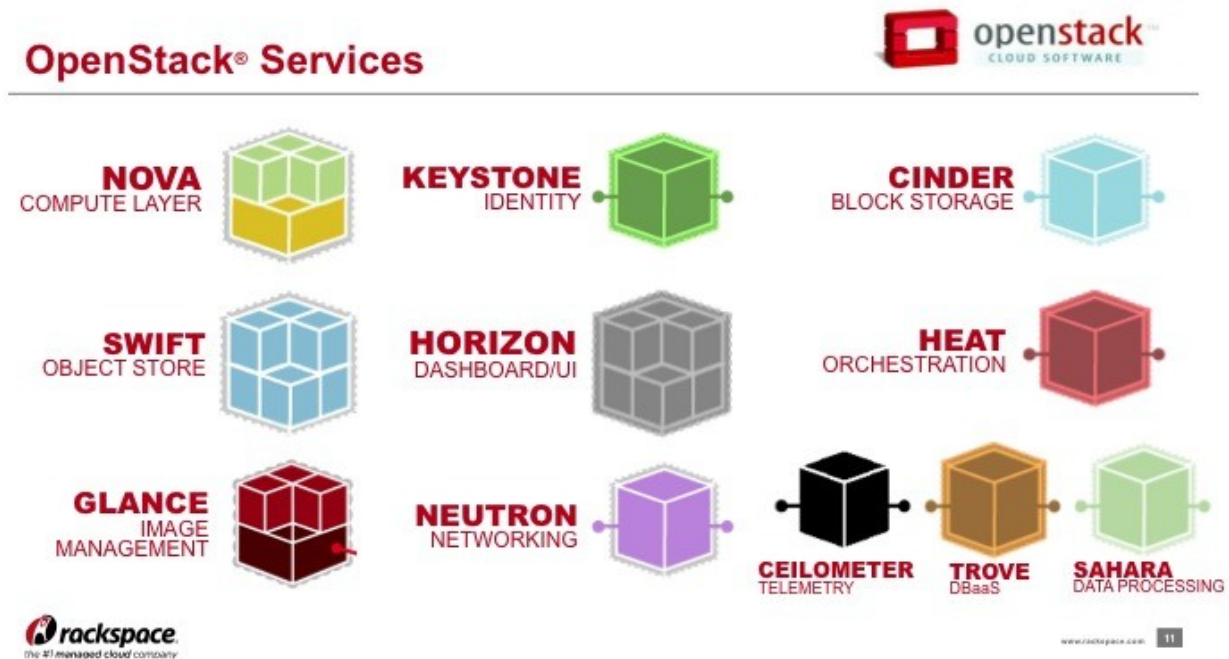 OpenStack® Services
openstack™
CLOUD SOFTWARE
NOVA
COMPUTE LAYER
KEYSTONE
IDENTITY
CINDER
BLOCK STORAGE
SWIFT
OBJECT STORE
HORIZON
DASHBOARD/UI
HEAT
ORCHESTRATION
GLANCE
IMAGE
MANAGEMENT
NEUTRON
NETWORKING
CEILOMETER
TELEMETRY
TROVE
DBaaS
SAHARA
DATA PROCESSING
rackspace.
the #1 managed cloud company
www.rackspace.com
11